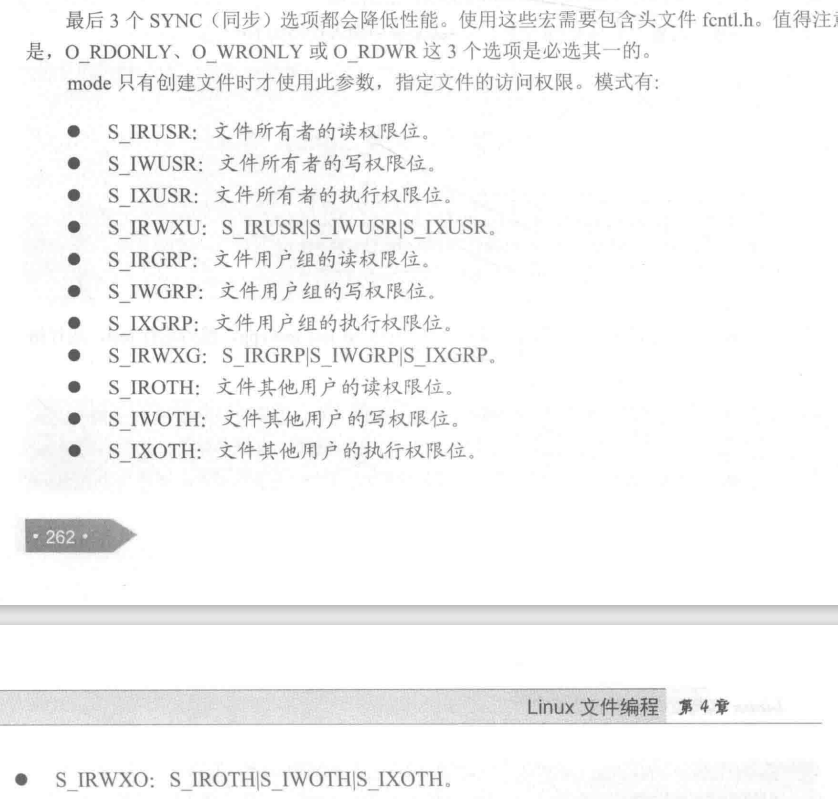 最后 3 个 SYNC（同步）选项都会降低性能。使用这些宏需要包含头文件 fcntl.h。值得注意
是，O_RDONLY、O_WRONLY 或 O_RDWR 这 3 个选项是必选其一的。
mode 只有创建文件时才使用此参数，指定文件的访问权限。模式有:
● S_IRUSR：文件所有者的读权限位。
● S_IWUSR：文件所有者的写权限位。
● S_IXUSR：文件所有者的执行权限位。
● S_IRWXU：S_IRUSR|S_IWUSR|S_IXUSR。
● S_IRGRP：文件用户组的读权限位。
● S_IWGRP：文件用户组的写权限位。
● S_IXGRP：文件用户组的执行权限位。
● S_IRWXG：S_IRGRP|S_IWGRP|S_IXGRP。
● S_IROTH：文件其他用户的读权限位。
● S_IWOTH：文件其他用户的写权限位。
● S_IXOTH：文件其他用户的执行权限位。
· 262 ·
Linux 文件编程 第 4 章
● S_IRWXO：S_IROTH|S_IWOTH|S_IXOTH。